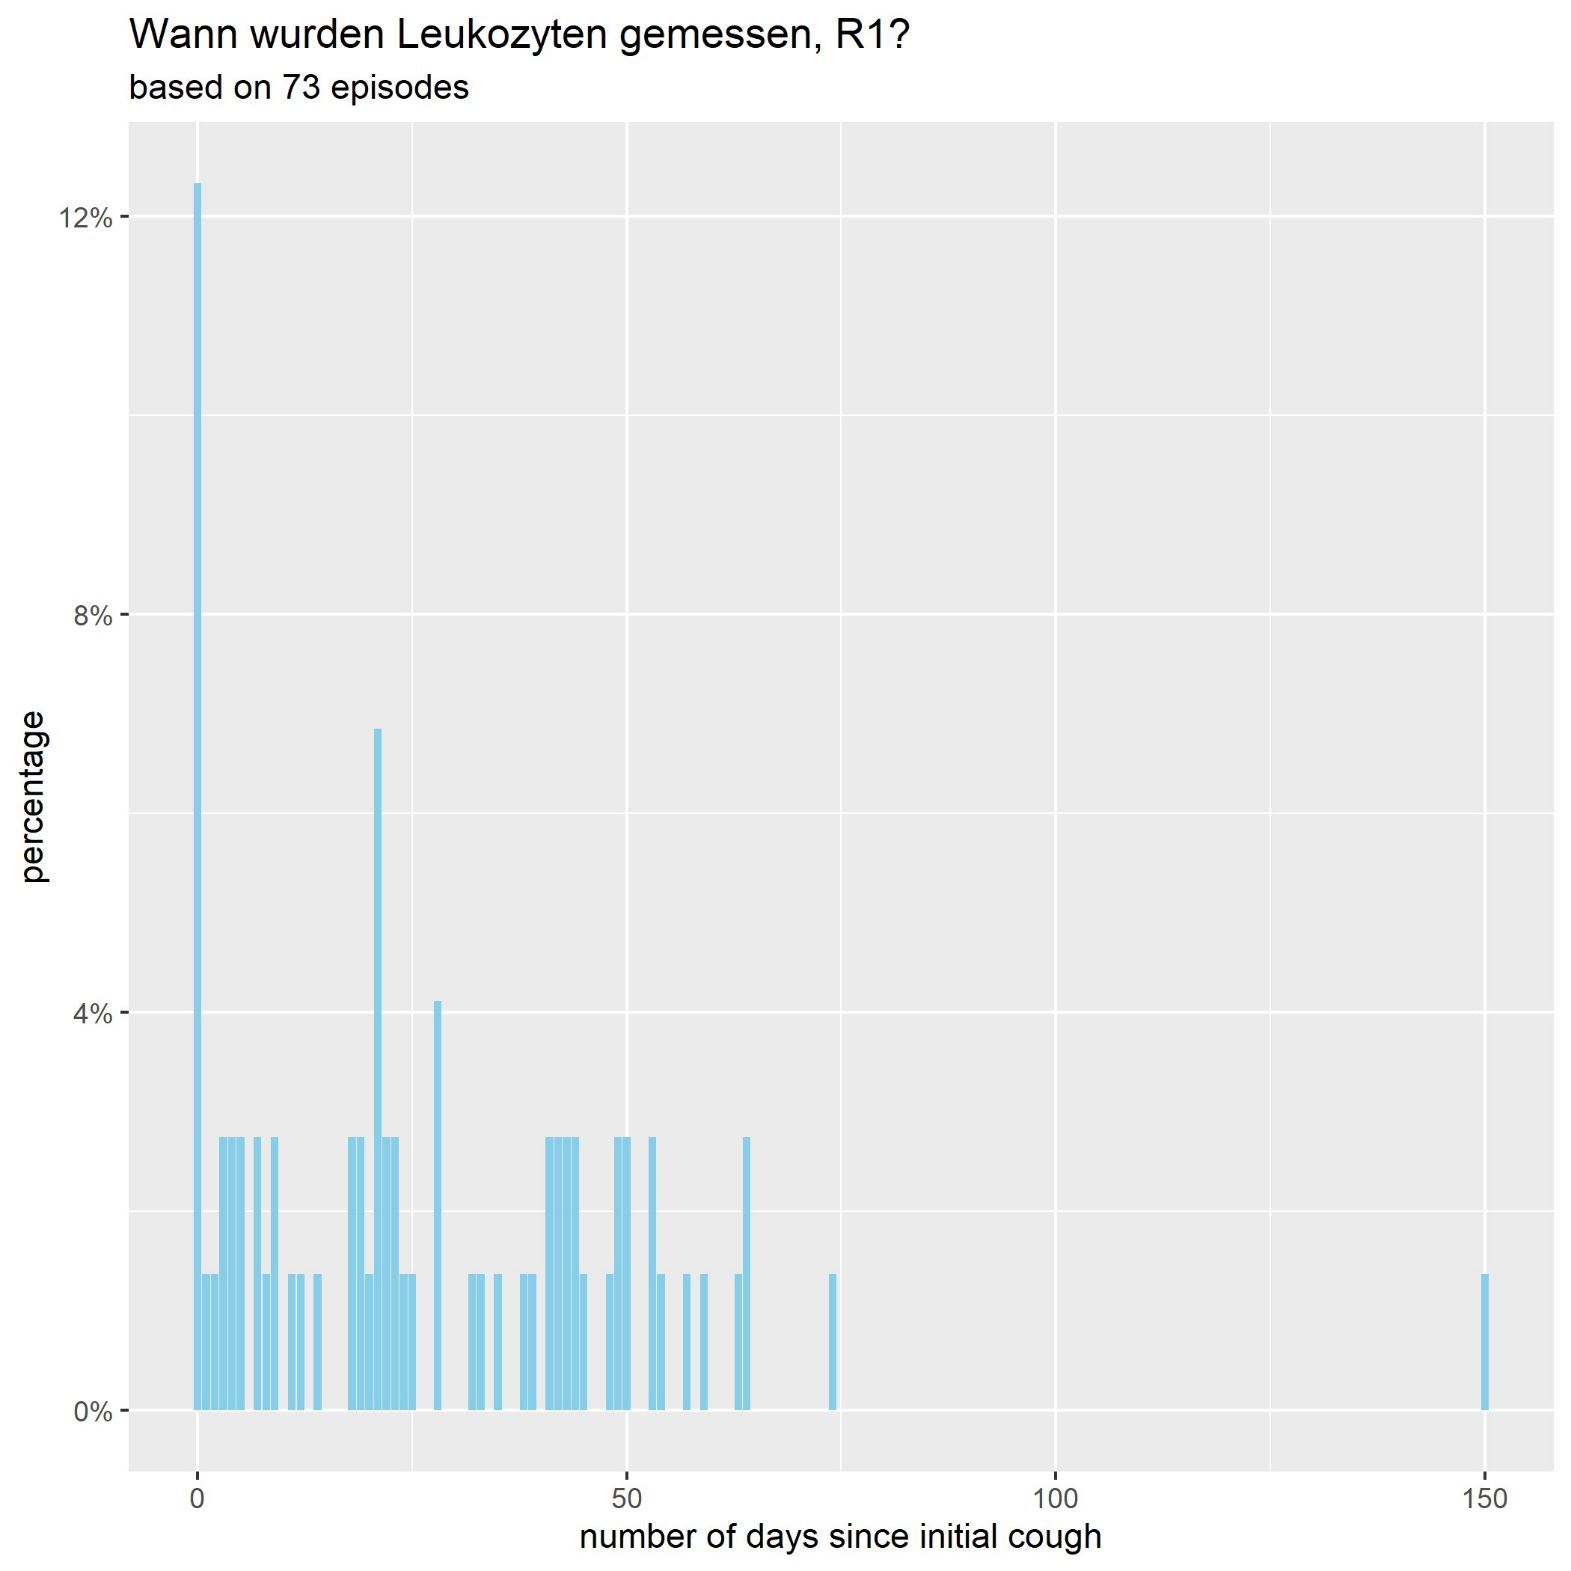 Wann wurden Leukozyten gemessen, R1?
based on 73 episodes
12%
8%
4%
0%
percentage
0 50 100 150
number of days since initial cough